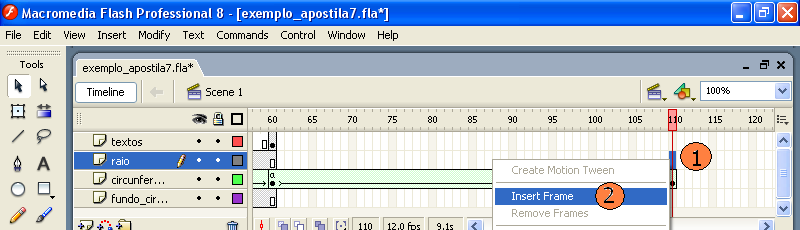 Macromedia Flash Professional 8 - [exemplo_apostila7.fla*]
File Edit View Insert Modify Text Commands Control Window Help
Tools
exemplo_apostila7.fla*
Timeline Scene 1 100%
60 65 70 75 80 85 90 95 100 105 110 115 120
textos
raio
1
circunfer...
a
Create Motion Tween
Insert Frame 2
fundo_cir...
Remove Frames
110 12.0 fps 9.1s